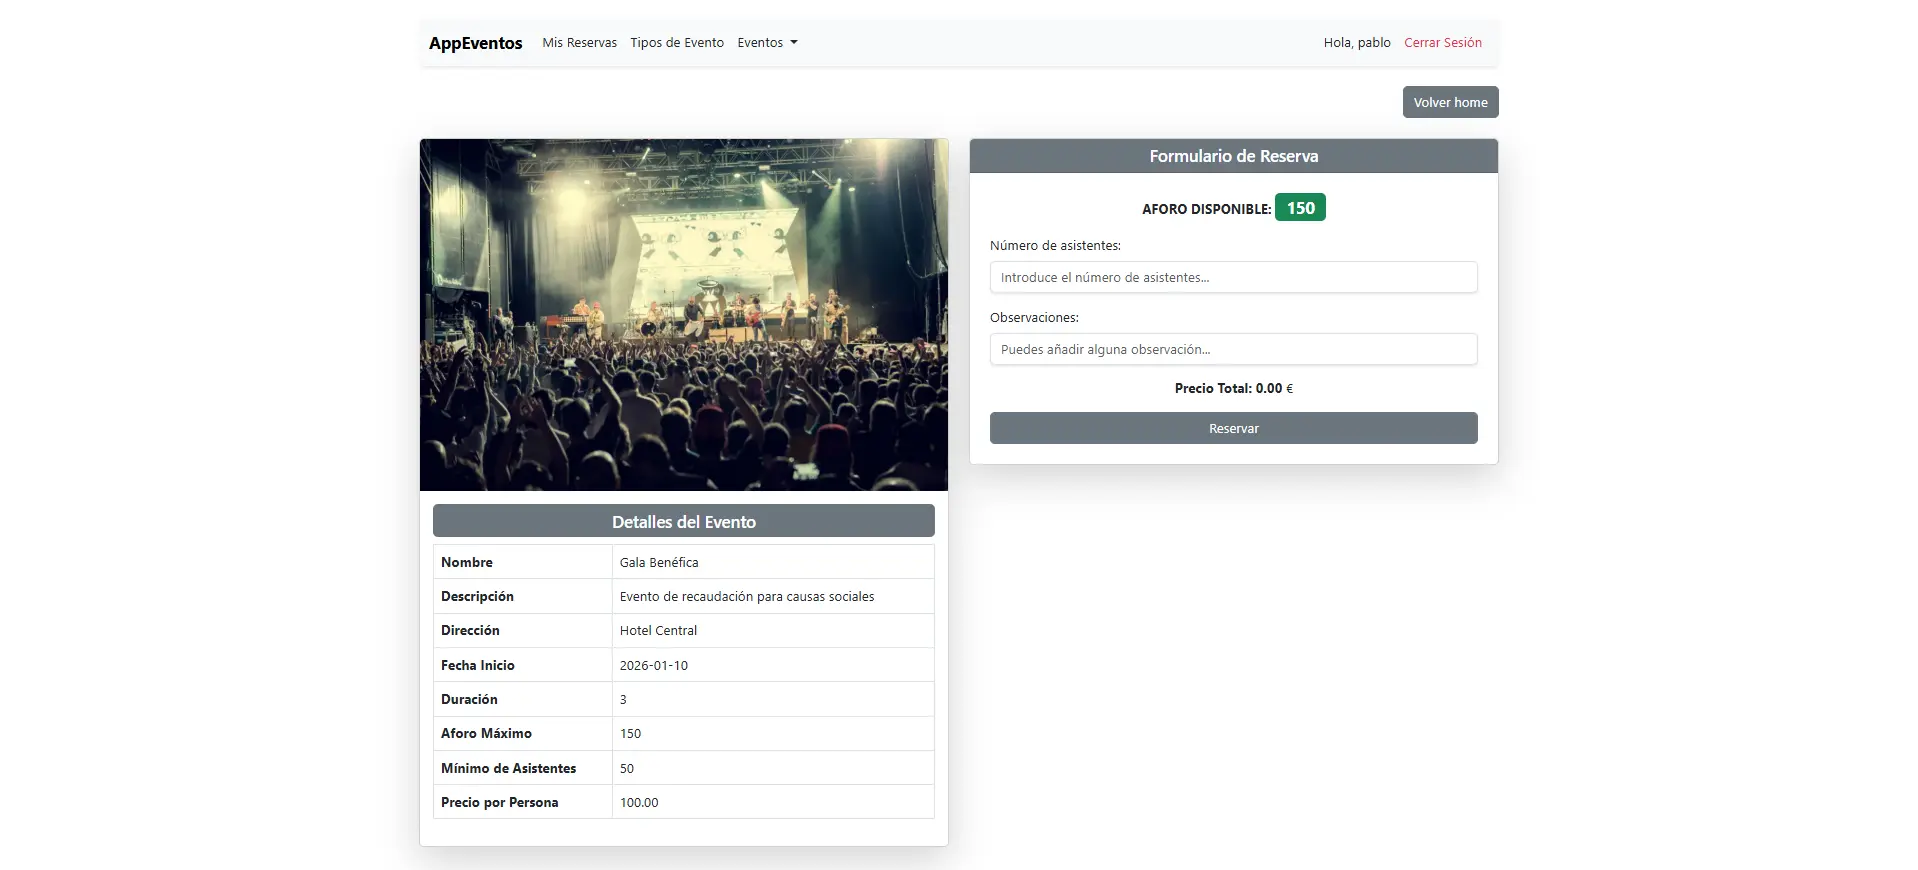 AppEventos Mis Reservas Tipos de Evento Eventos Hola, pablo Cerrar Sesión
Volver home
Detalles del Evento
Nombre Gala Benéfica
Descripción Evento de recaudación para causas sociales
Dirección Hotel Central
Fecha Inicio 2026-01-10
Duración 3
Aforo Máximo 150
Mínimo de Asistentes 50
Precio por Persona 100.00
Formulario de Reserva
AFORO DISPONIBLE: 150
Número de asistentes:
Introduce el número de asistentes...
Observaciones:
Puedes añadir alguna observación...
Precio Total: 0.00 €
Reservar